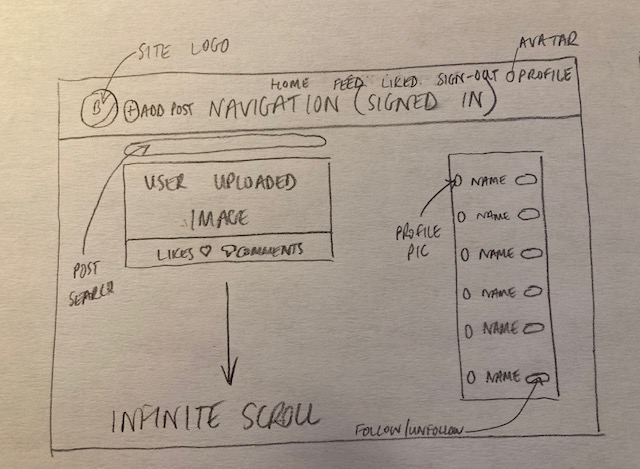 SITE LOGO
AVATAR
HOME FEED LIKED SIGN-OUT PROFILE
B + ADD POST NAVIGATION (SIGNED IN)
USER UPLOADED
IMAGE
LIKES COMMENTS
POST
SEARCH
INFINITE SCROLL
NAME
PROFILE
PIC
NAME
NAME
NAME
NAME
NAME
FOLLOW/UNFOLLOW